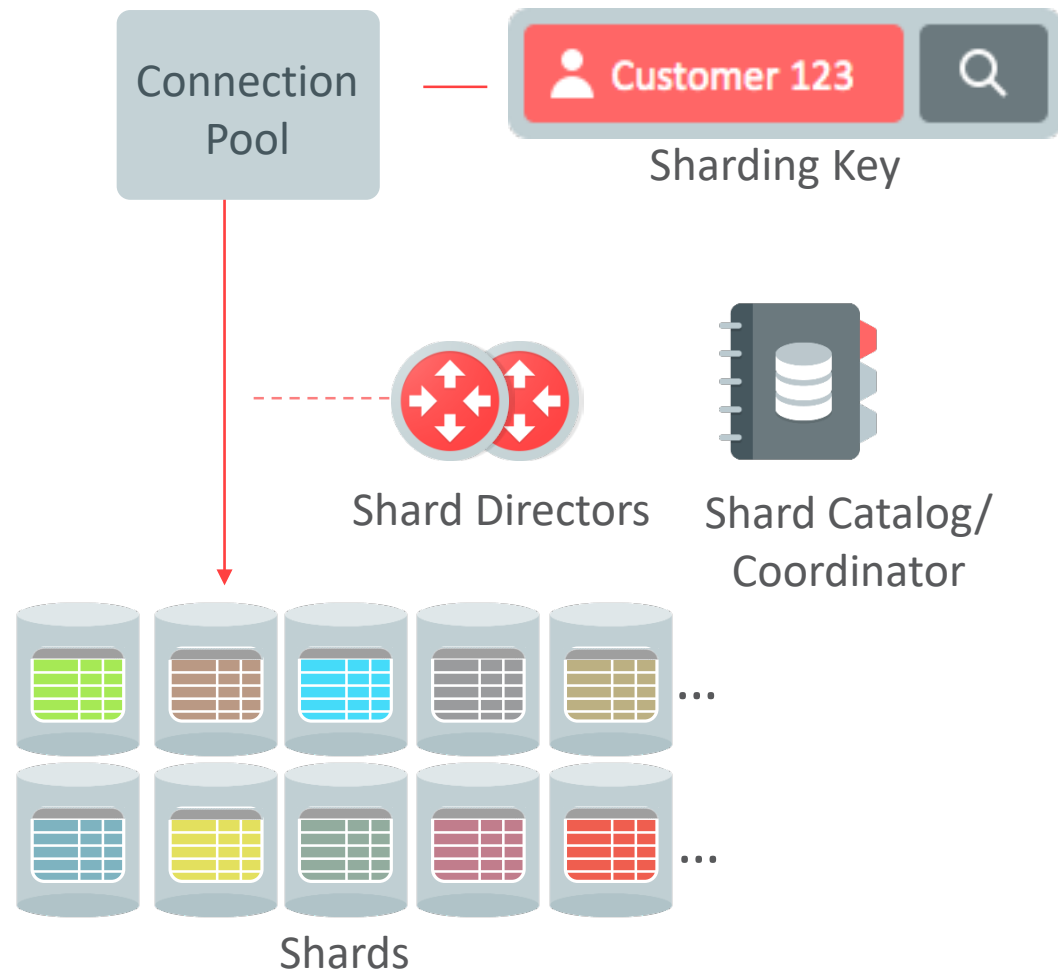 Connection
Pool
Customer 123
Sharding Key
Shard Directors
Shard Catalog/
Coordinator
...
...
Shards